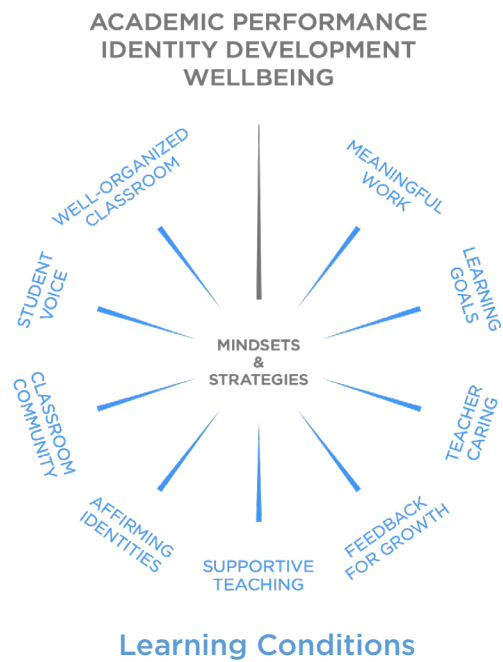 ACADEMIC PERFORMANCE
IDENTITY DEVELOPMENT
WELLBEING
WELL-ORGANIZED
CLASSROOM
MEANINGFUL
WORK
STUDENT
VOICE
LEARNING
GOALS
MINDSETS
&
STRATEGIES
CLASSROOM
COMMUNITY
TEACHER
CARING
AFFIRMING
IDENTITIES
FEEDBACK
FOR GROWTH
SUPPORTIVE
TEACHING
Learning Conditions